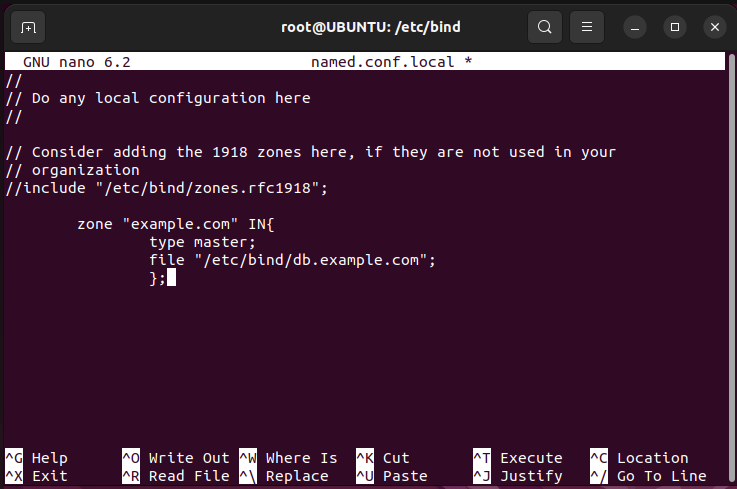 root@UBUNTU: /etc/bind
GNU nano 6.2 named.conf.local *
//
// Do any local configuration here
//
// Consider adding the 1918 zones here, if they are not used in your
// organization
//include "/etc/bind/zones.rfc1918";
zone "example.com" IN{
type master;
file "/etc/bind/db.example.com";
};
^G Help ^O Write Out ^W Where Is ^K Cut ^T Execute ^C Location
^X Exit ^R Read File ^\ Replace ^U Paste ^J Justify ^/ Go To Line